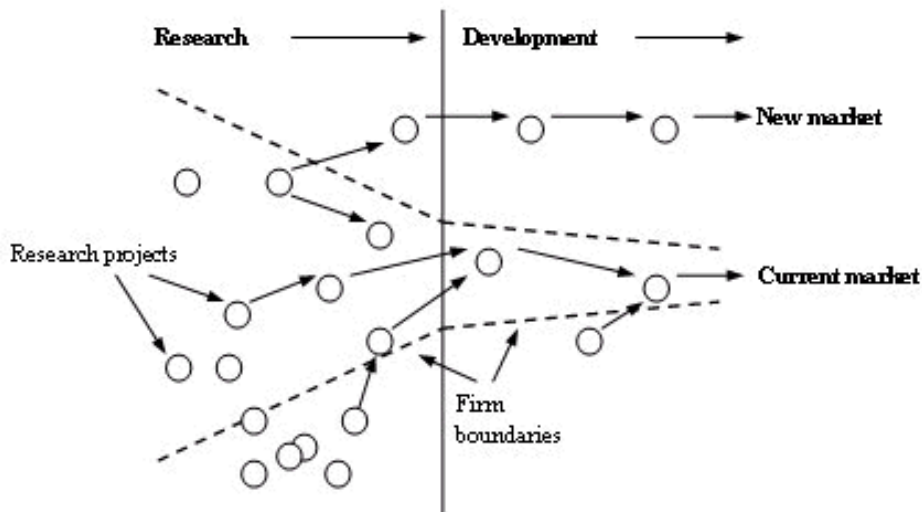 Research
Development
New market
Research projects
Current market
Firm
boundaries